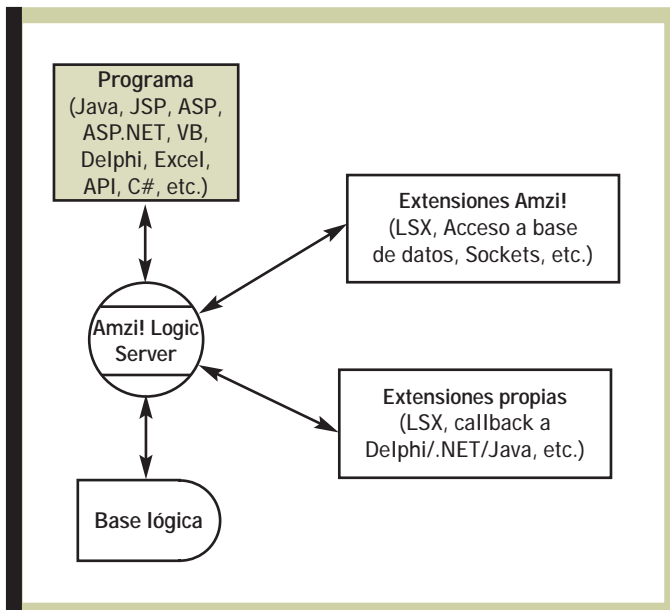 Programa
(Java, JSP, ASP,
ASP.NET, VB,
Delphi, Excel,
API, C#, etc.)
Extensiones Amzi!
(LSX, Acceso a base
de datos, Sockets, etc.)
Amzi! Logic
Server
Extensiones propias
(LSX, callback a
Delphi/.NET/Java, etc.)
Base lógica